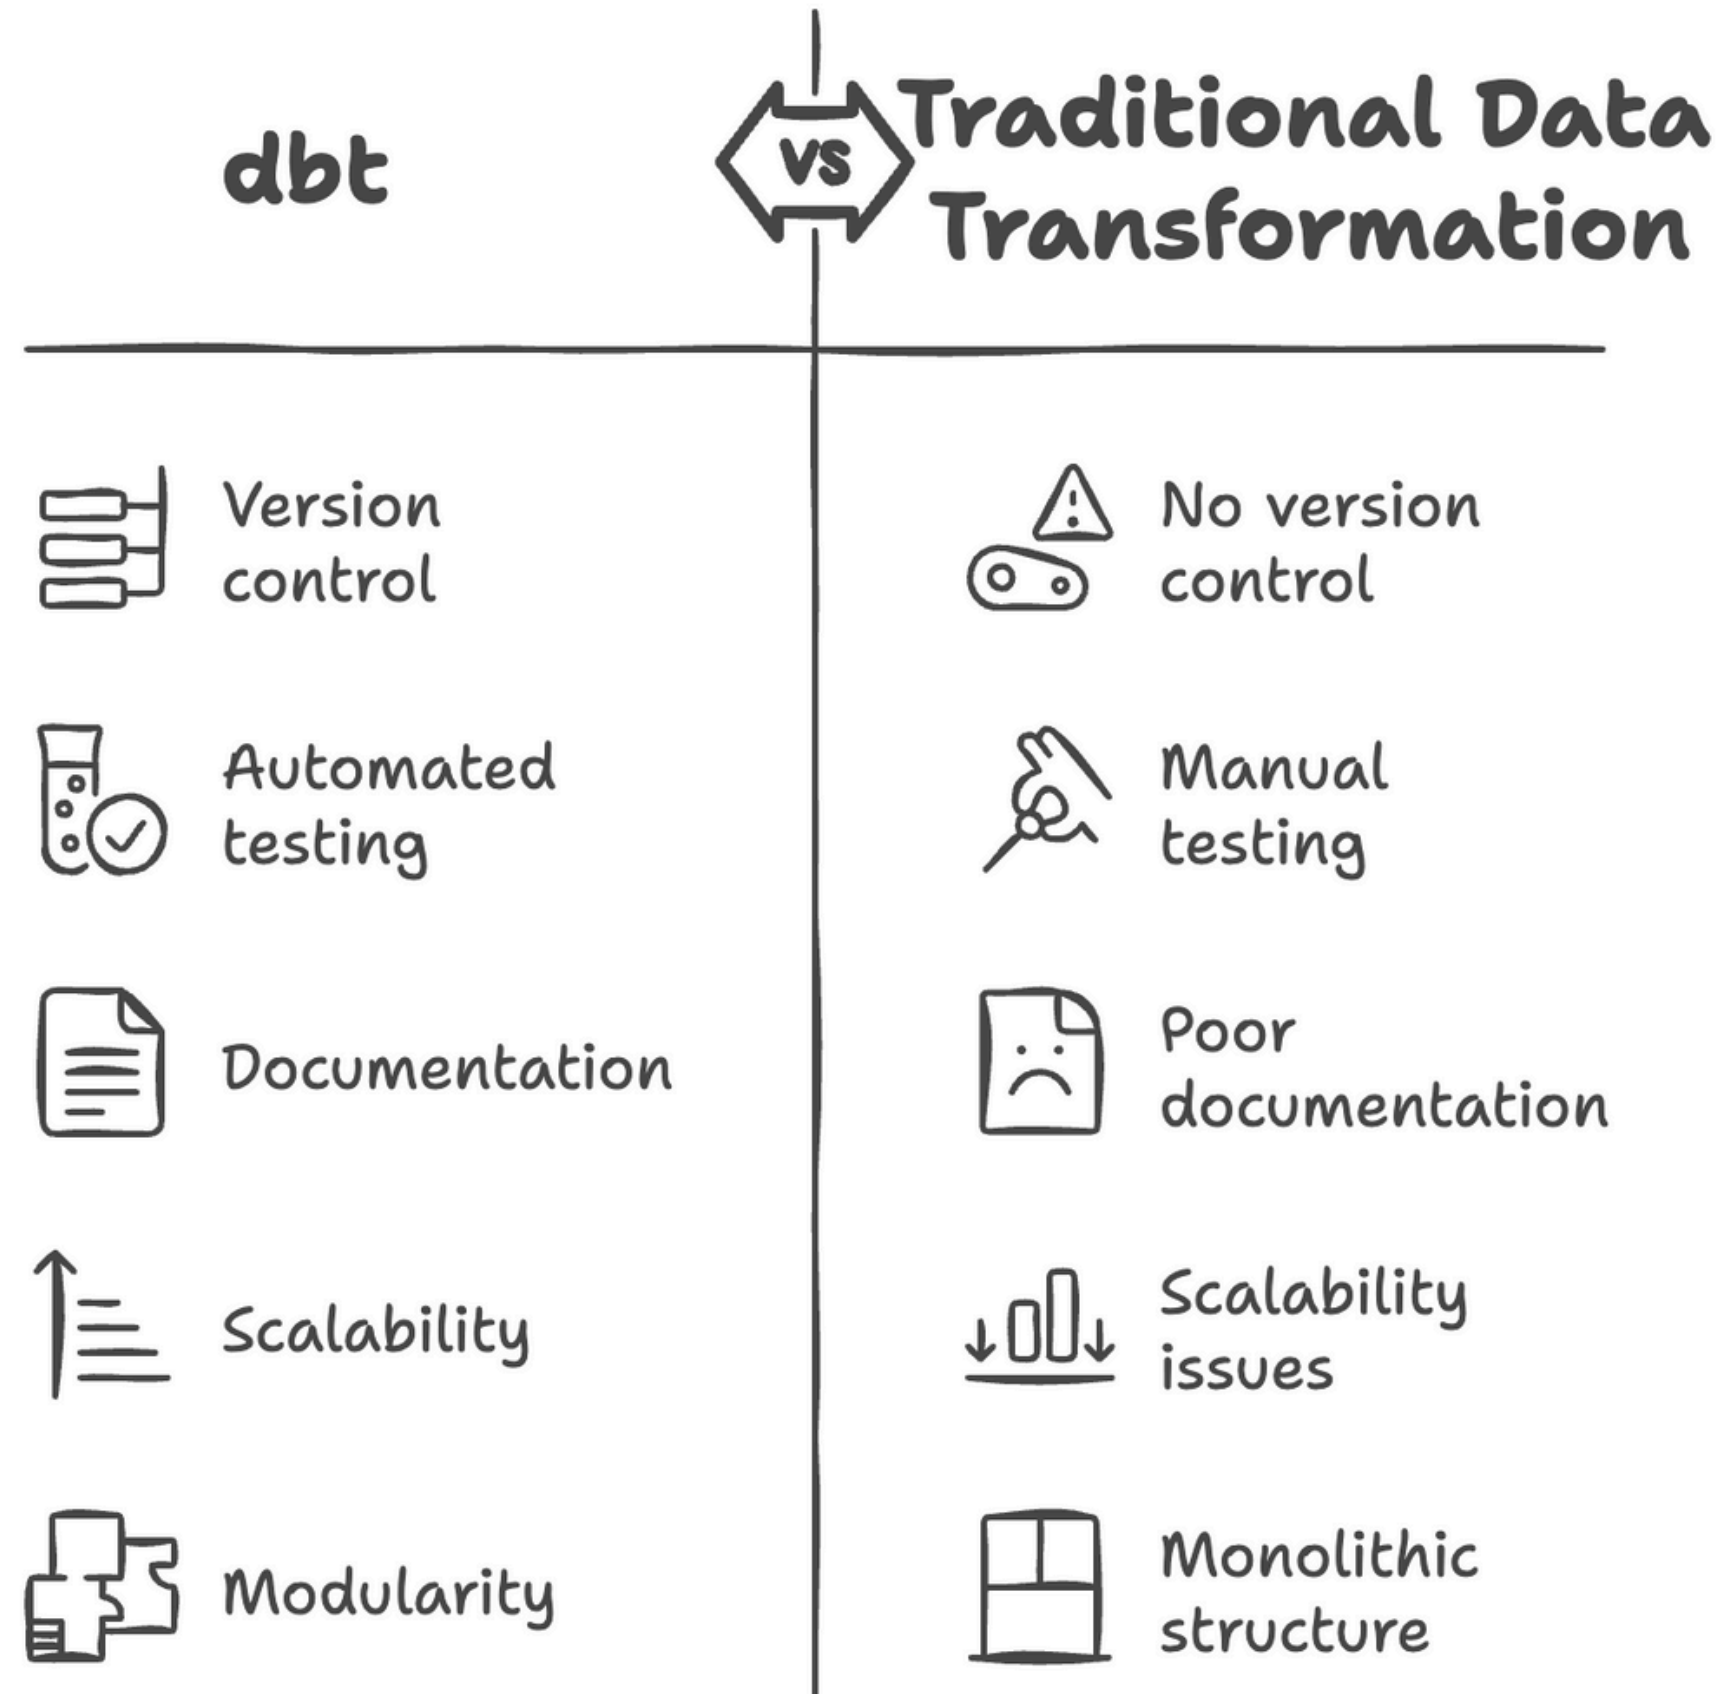 dbt
vs
Traditional Data
Transformation
Version
control
No version
control
Automated
testing
Manual
testing
Documentation
Poor
documentation
Scalability
Scalability
issues
Modularity
Monolithic
structure